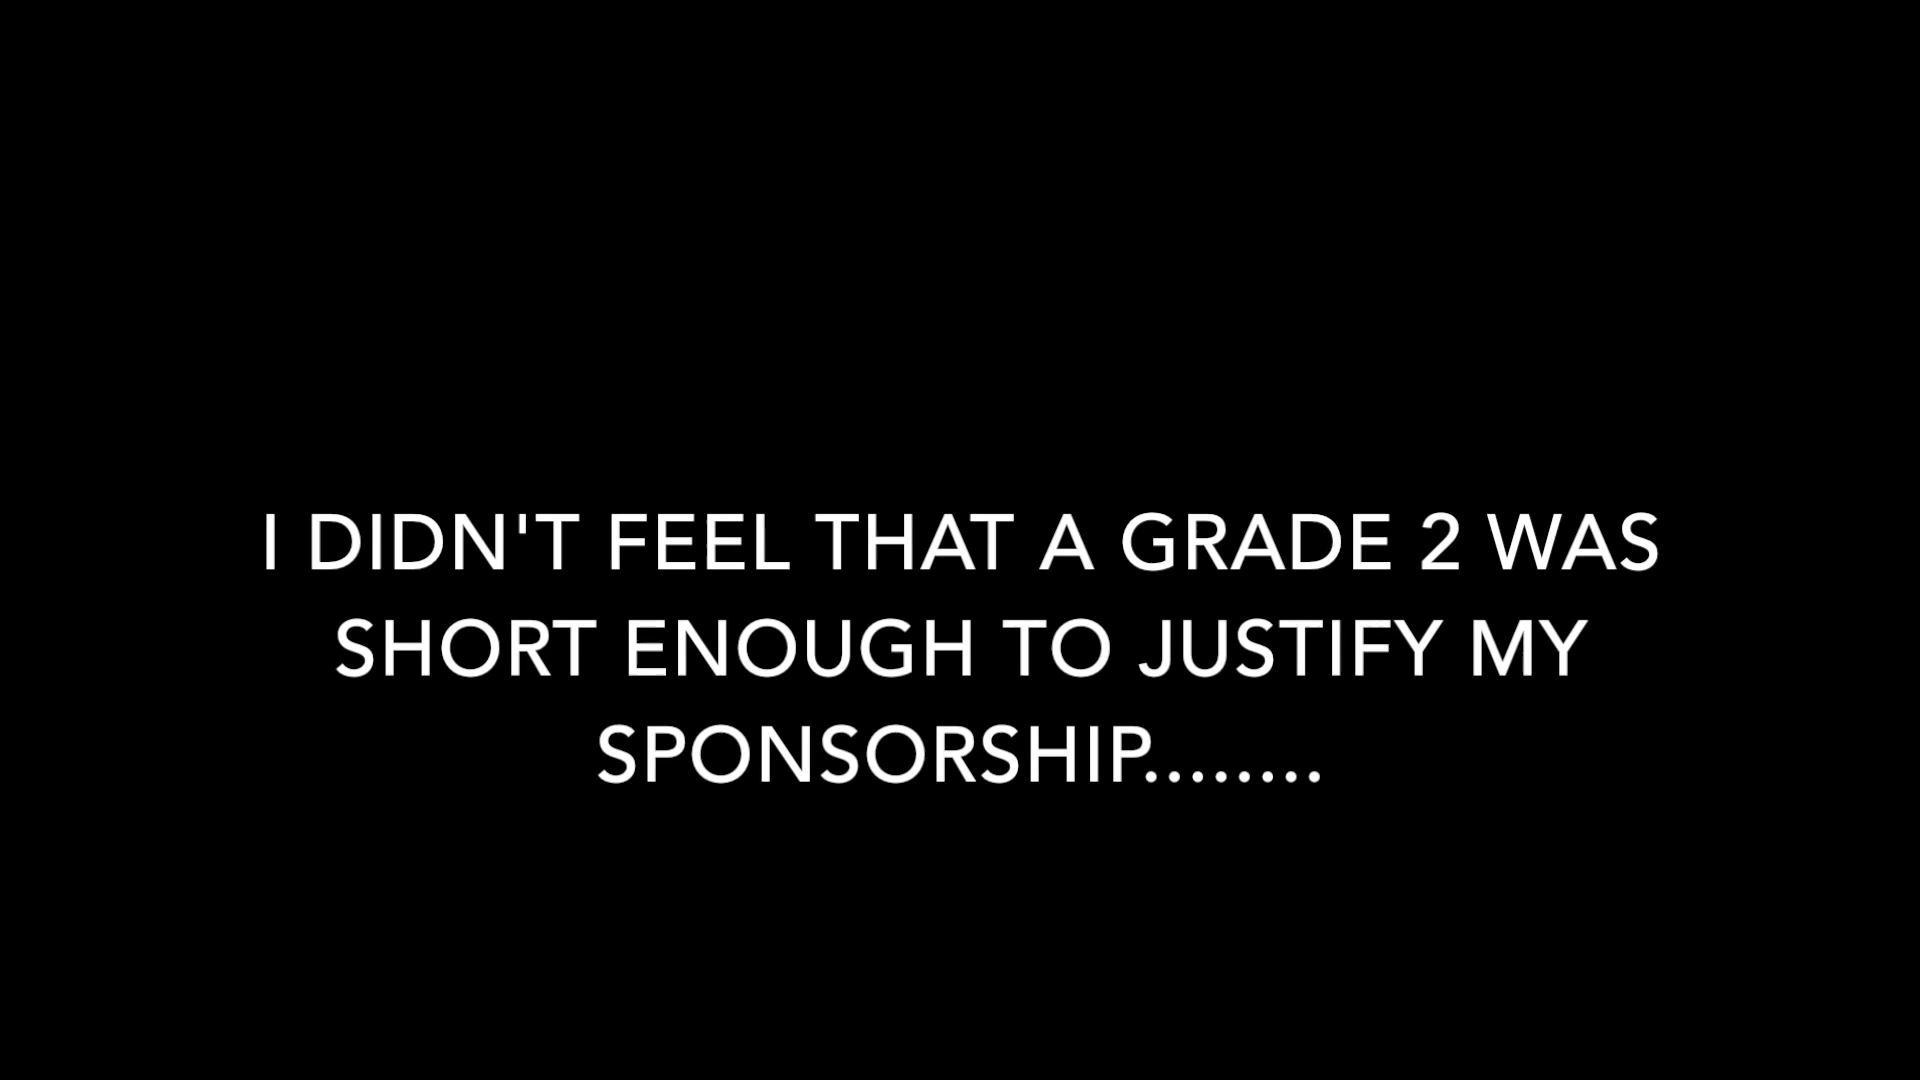 I DIDN'T FEEL THAT A GRADE 2 WAS
SHORT ENOUGH TO JUSTIFY MY
SPONSORSHIP........